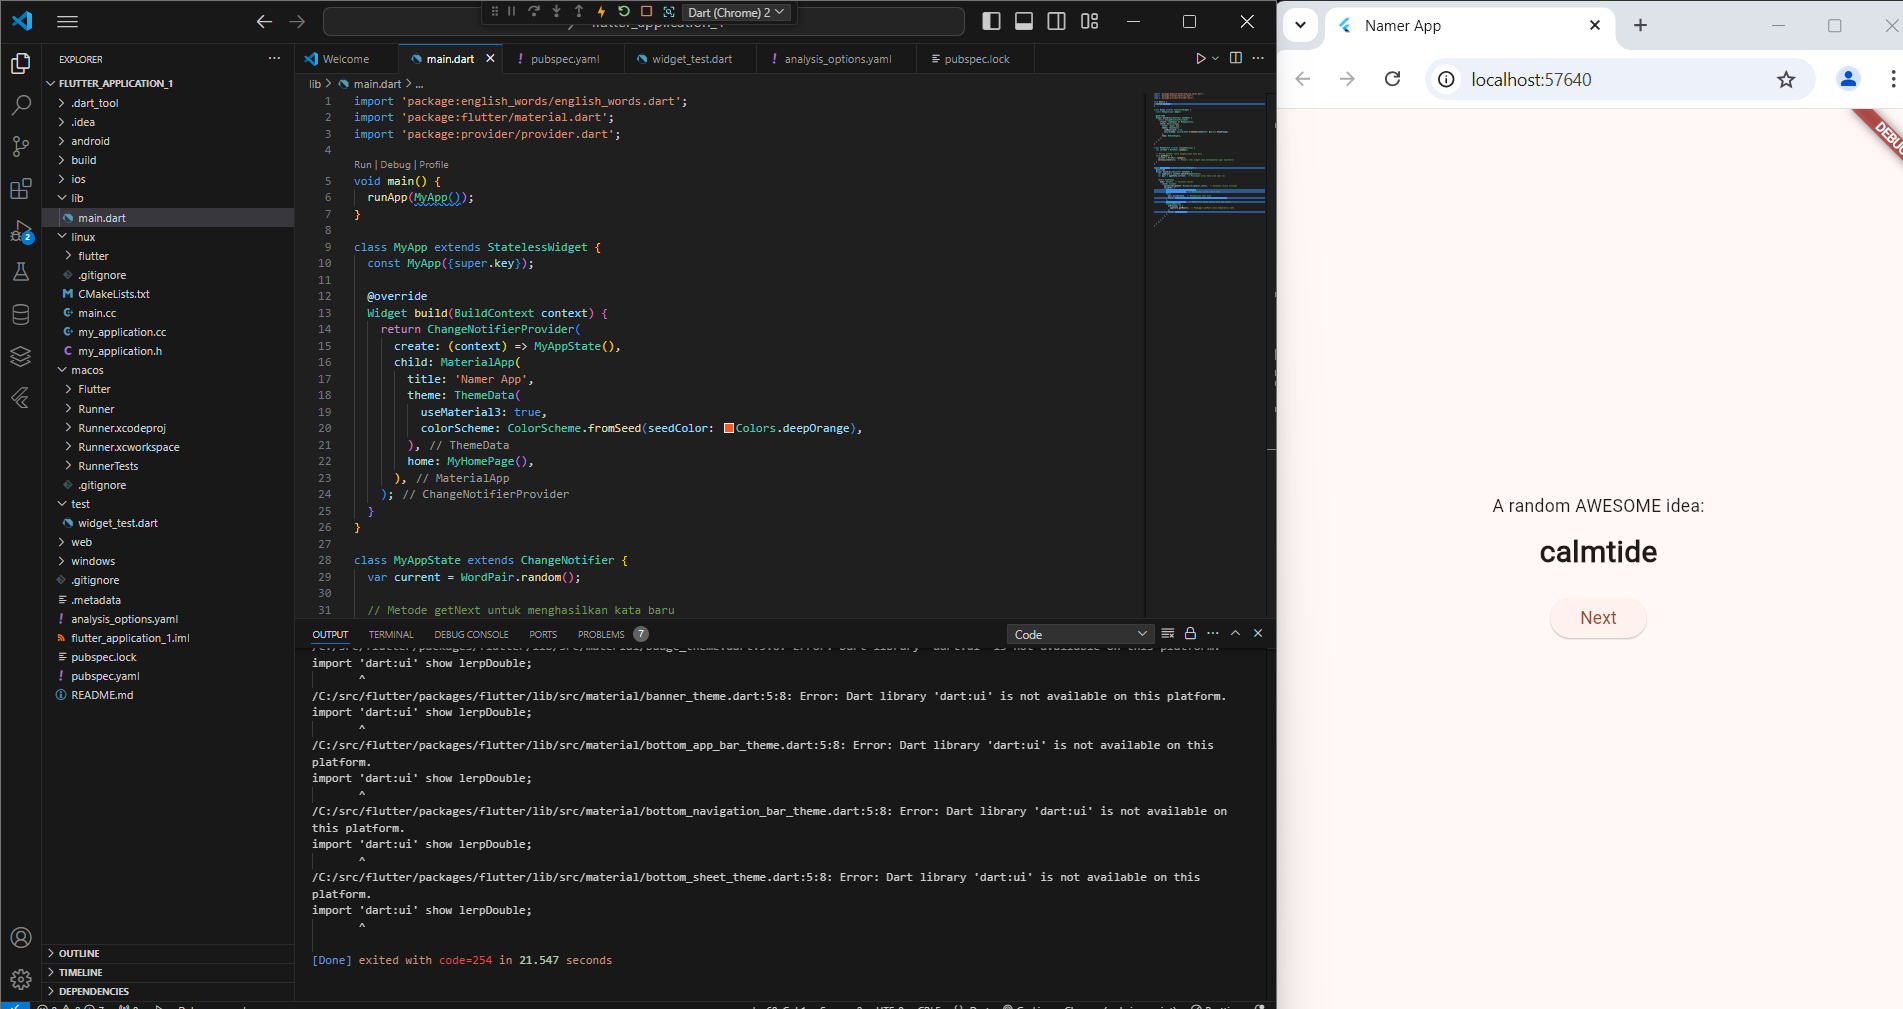 Dart (Chrome) 2
EXPLORER
FLUTTER_APPLICATION_1
.dart_tool
.idea
android
build
ios
lib
main.dart
linux
flutter
.gitignore
CMakeLists.txt
main.cc
my_application.cc
my_application.h
macos
Flutter
Runner
Runner.xcodeproj
Runner.xcworkspace
RunnerTests
.gitignore
test
widget_test.dart
web
windows
.gitignore
.metadata
analysis_options.yaml
flutter_application_1.iml
pubspec.lock
pubspec.yaml
README.md
OUTLINE
TIMELINE
DEPENDENCIES
2
Welcome
main.dart
pubspec.yaml
widget_test.dart
analysis_options.yaml
pubspec.lock
lib > main.dart > ...
1 import 'package:english_words/english_words.dart';
2 import 'package:flutter/material.dart';
3 import 'package:provider/provider.dart';
4
Run | Debug | Profile
5 void main() {
6 runApp(MyApp());
7 }
8
9 class MyApp extends StatelessWidget {
10 const MyApp({super.key});
11
12 @override
13 Widget build(BuildContext context) {
14 return ChangeNotifierProvider(
15 create: (context) => MyAppState(),
16 child: MaterialApp(
17 title: 'Namer App',
18 theme: ThemeData(
19 useMaterial3: true,
20 colorScheme: ColorScheme.fromSeed(seedColor: Colors.deepOrange),
21 ), // ThemeData
22 home: MyHomePage(),
23 ), // MaterialApp
24 ); // ChangeNotifierProvider
25 }
26 }
27
28 class MyAppState extends ChangeNotifier {
29 var current = WordPair.random();
30
31 // Metode getNext untuk menghasilkan kata baru
OUTPUT
TERMINAL
DEBUG CONSOLE
PORTS
PROBLEMS 7
Code
import 'dart:ui' show lerpDouble;
^
/C:/src/flutter/packages/flutter/lib/src/material/banner_theme.dart:5:8: Error: Dart library 'dart:ui' is not available on this platform.
import 'dart:ui' show lerpDouble;
^
/C:/src/flutter/packages/flutter/lib/src/material/bottom_app_bar_theme.dart:5:8: Error: Dart library 'dart:ui' is not available on this
platform.
import 'dart:ui' show lerpDouble;
^
/C:/src/flutter/packages/flutter/lib/src/material/bottom_navigation_bar_theme.dart:5:8: Error: Dart library 'dart:ui' is not available on
this platform.
import 'dart:ui' show lerpDouble;
^
/C:/src/flutter/packages/flutter/lib/src/material/bottom_sheet_theme.dart:5:8: Error: Dart library 'dart:ui' is not available on this
platform.
import 'dart:ui' show lerpDouble;
^
[Done] exited with code=254 in 21.547 seconds
Namer App
localhost:57640
DEBUG
A random AWESOME idea:
calmtide
Next